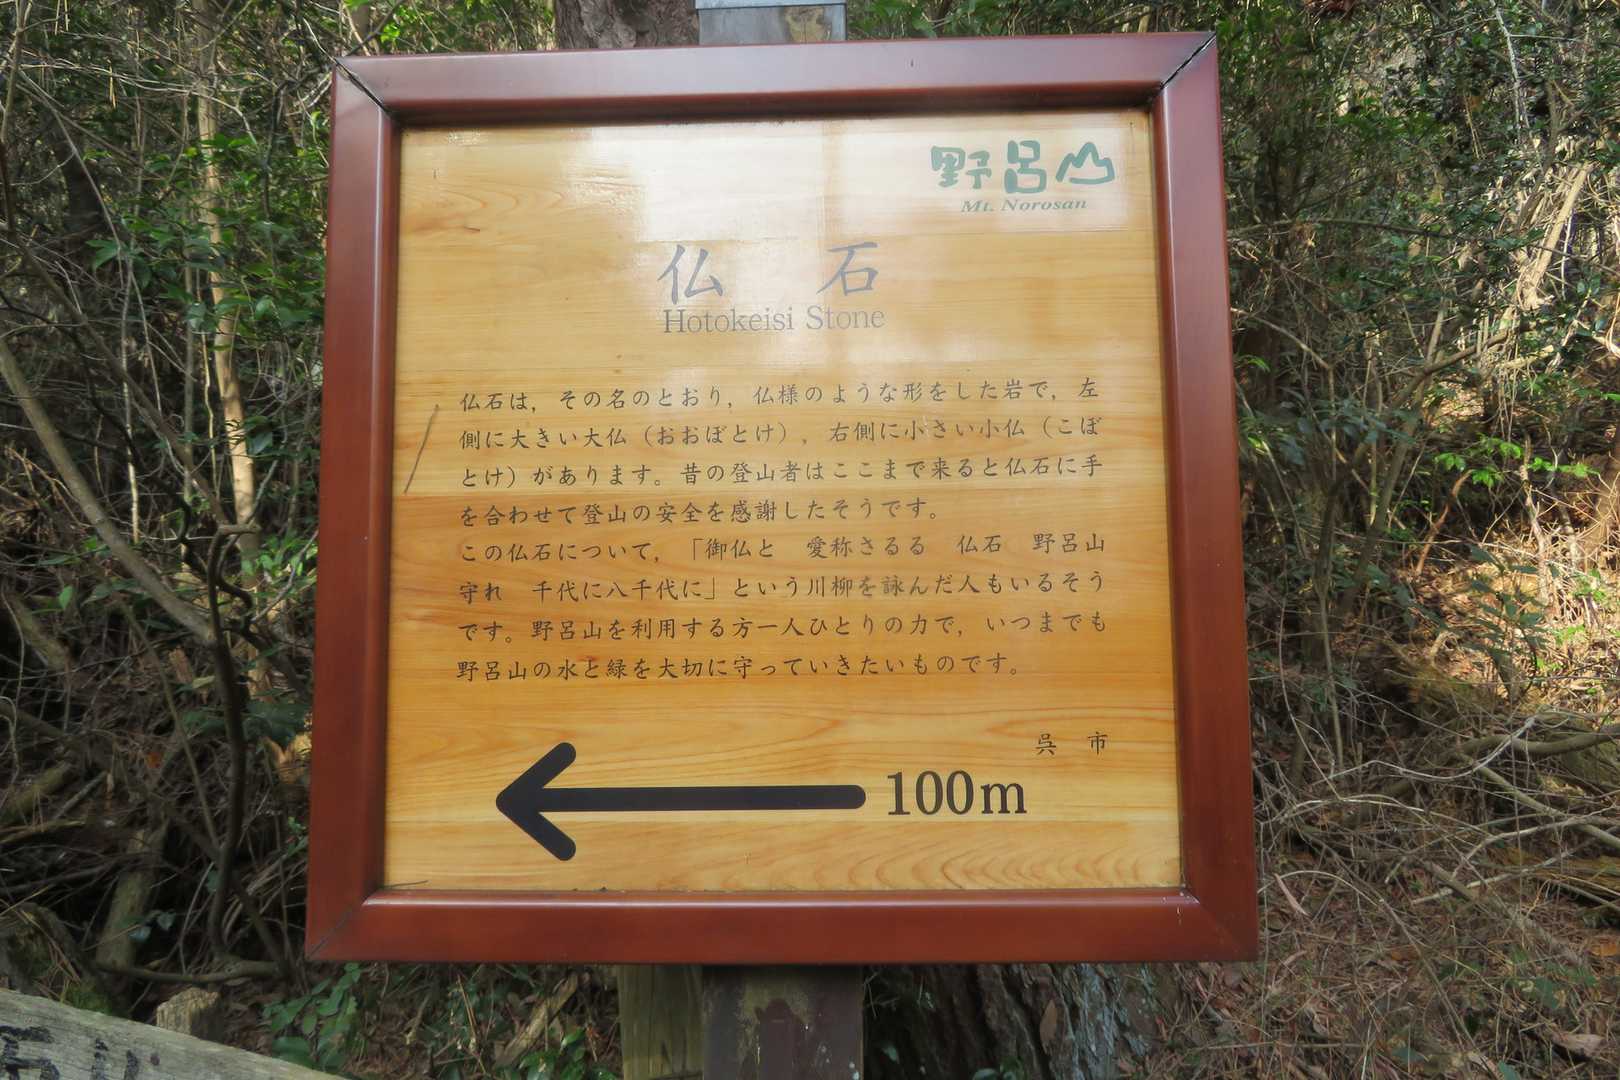 野呂山
Mt. Norosan
仏 石
Hotokeisi Stone
仏石は，その名のとおり，仏様のような形をした岩で，左
側に大きい大仏（おおぼとけ），右側に小さい小仏（こぼ
とけ）があります。昔の登山者はここまで来ると仏石に手
を合わせて登山の安全を感謝したそうです。
この仏石について，「御仏と　愛称さるる　仏石　野呂山
守れ　千代に八千代に」という川柳を詠んだ人もいるそう
です。野呂山を利用する方一人ひとりの力で，いつまでも
野呂山の水と緑を大切に守っていきたいものです。
呉 市
100m